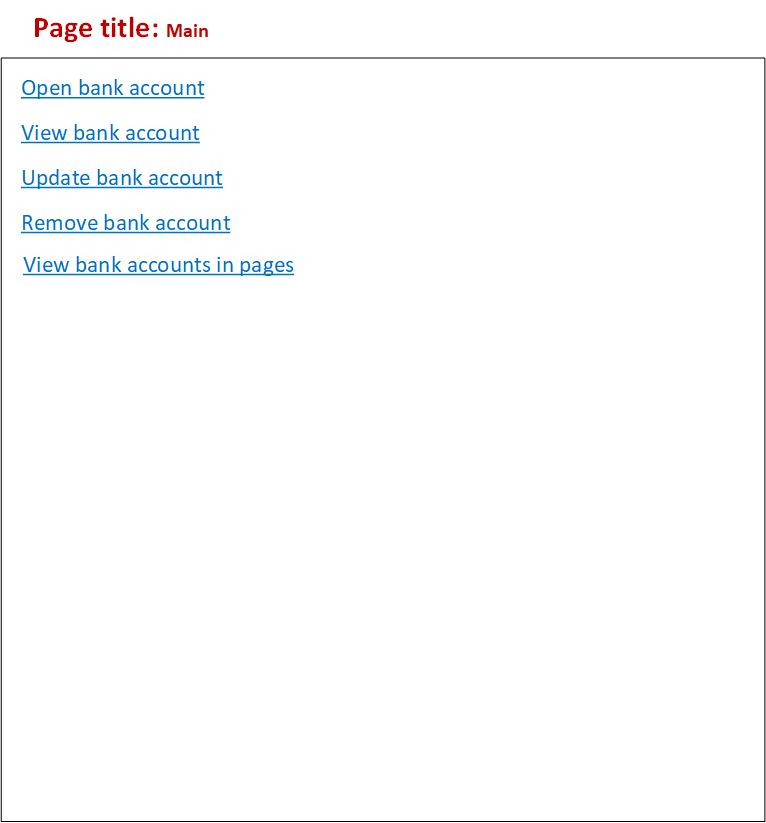 Page title: Main
Open bank account
View bank account
Update bank account
Remove bank account
View bank accounts in pages